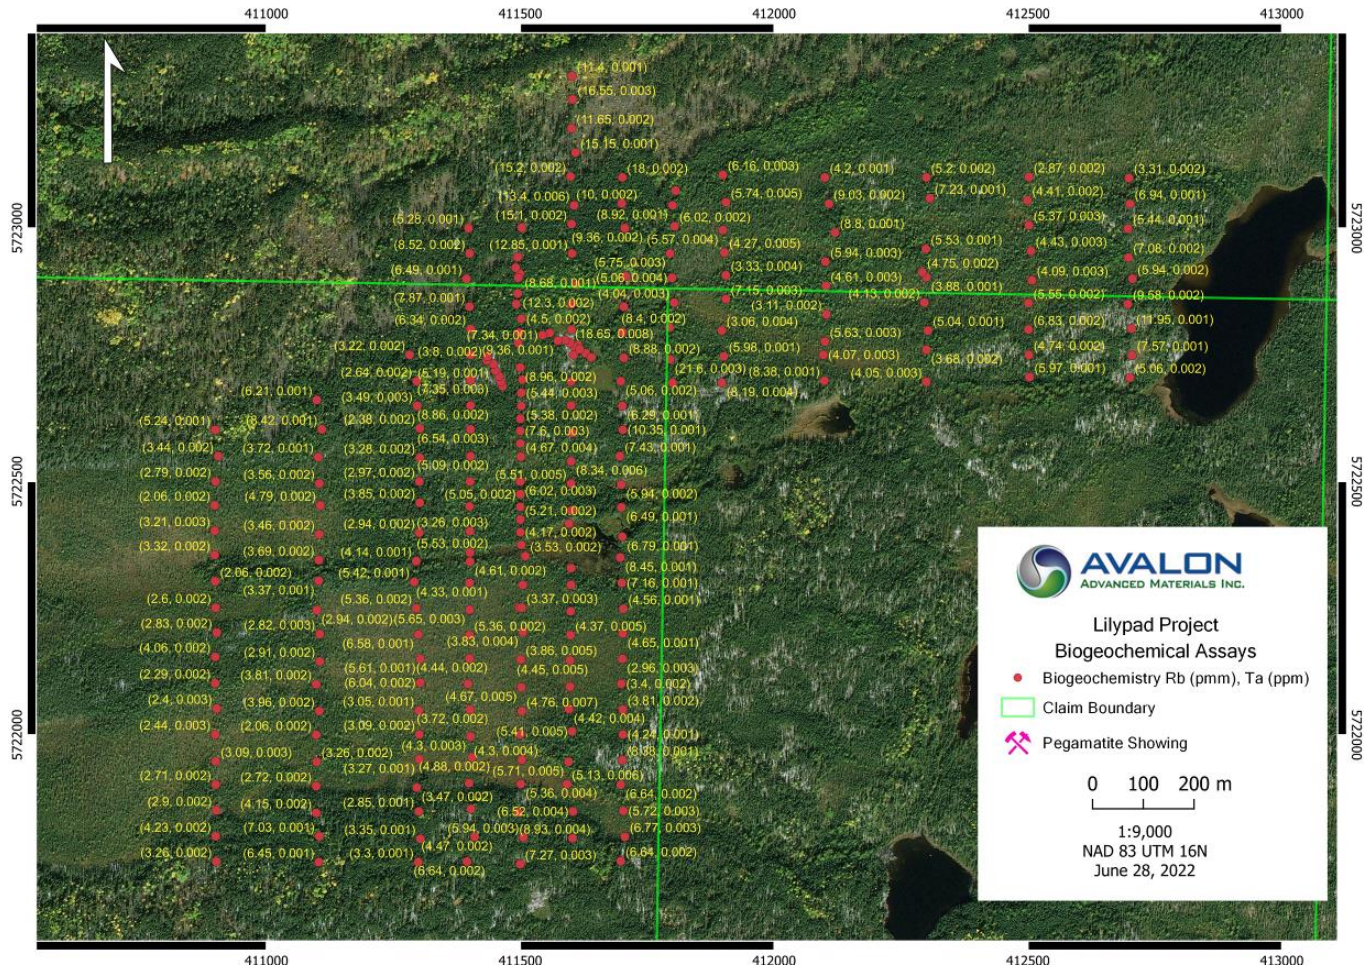 411000 411500 412000 412500 413000
(11.4, 0.001)
(16.55, 0.003)
(11.65, 0.002)
(15.15, 0.001)
(15.2, 0.002) (18, 0.002) (6.16, 0.003) (4.2, 0.001) (5.2, 0.002) (2.87, 0.002) (3.31, 0.002)
(13.4, 0.006) (10, 0.002) (5.74, 0.005) (9.03, 0.002) (7.23, 0.001) (4.41, 0.002) (6.94, 0.001)
(5.28, 0.001) (15.1, 0.002) (8.92, 0.001) (6.02, 0.002) (8.8, 0.001) (5.37, 0.003) (5.44, 0.001)
5723000 5723000
(8.52, 0.002) (12.85, 0.001) (9.36, 0.002) (5.57, 0.004) (4.27, 0.005) (5.94, 0.003) (5.53, 0.001) (4.43, 0.003) (7.08, 0.002)
(6.49, 0.001) (8.68, 0.001) (5.75, 0.003) (5.06, 0.004) (3.33, 0.004) (4.61, 0.003) (4.75, 0.002) (4.09, 0.003) (5.94, 0.002)
(7.87, 0.001) (12.3, 0.002) (4.04, 0.003) (7.15, 0.003) (3.11, 0.002) (4.13, 0.002) (3.88, 0.001) (5.55, 0.002) (9.58, 0.002)
(6.34, 0.002) (4.5, 0.002) (8.4, 0.002) (3.06, 0.004) (5.63, 0.003) (5.04, 0.001) (6.83, 0.002) (11.95, 0.001)
(3.22, 0.002) (3.8, 0.002) (7.34, 0.001) (9.36, 0.001) (18.65, 0.008) (8.88, 0.002) (5.98, 0.001) (4.07, 0.003) (3.68, 0.002) (4.74, 0.002) (7.57, 0.001)
(2.64, 0.002) (5.19, 0.001) (8.96, 0.002) (21.6, 0.003) (8.38, 0.001) (4.05, 0.003) (5.97, 0.001) (5.06, 0.002)
(6.21, 0.001) (3.49, 0.003) (7.35, 0.003) (5.44, 0.003) (5.06, 0.002) (8.19, 0.004)
(5.24, 0.001) (8.42, 0.001) (2.38, 0.002) (8.86, 0.002) (5.38, 0.002) (6.29, 0.001)
(7.6, 0.003) (10.35, 0.001)
(3.44, 0.002) (3.72, 0.001) (3.28, 0.002) (6.54, 0.003) (4.67, 0.004) (7.43, 0.001)
(2.79, 0.002) (3.56, 0.002) (2.97, 0.002) (5.09, 0.002) (5.51, 0.005) (8.34, 0.006)
5722500 5722500
(2.06, 0.002) (4.79, 0.002) (3.85, 0.002) (5.05, 0.002) (6.02, 0.003) (5.94, 0.002)
(3.21, 0.003) (3.46, 0.002) (2.94, 0.002) (3.26, 0.003) (5.21, 0.002) (6.49, 0.001)
(4.17, 0.002)
(3.32, 0.002) (3.69, 0.002) (4.14, 0.001) (5.53, 0.002) (3.53, 0.002) (6.79, 0.001)
(2.06, 0.002) (5.42, 0.001) (4.61, 0.002) (8.45, 0.001)
(3.37, 0.001) (4.33, 0.001) (7.16, 0.001)
(2.6, 0.002) (5.36, 0.002) (3.37, 0.003) (4.56, 0.001)
(2.83, 0.002) (2.82, 0.003) (2.94, 0.002) (5.65, 0.003) (5.36, 0.002) (4.37, 0.005)
(4.06, 0.002) (2.91, 0.002) (6.58, 0.001) (3.83, 0.004) (3.86, 0.005) (4.65, 0.001)
(2.29, 0.002) (3.81, 0.002) (5.61, 0.001) (4.44, 0.002) (4.45, 0.005) (2.96, 0.003)
(6.04, 0.002) (3.4, 0.002)
(2.4, 0.003) (3.96, 0.002) (3.05, 0.001) (4.67, 0.005) (4.76, 0.007) (3.81, 0.002)
(2.44, 0.003) (2.06, 0.002) (3.09, 0.002) (3.72, 0.002) (5.41, 0.005) (4.42, 0.004) (4.24, 0.001)
5722000 5722000
(3.09, 0.003) (3.26, 0.002) (4.3, 0.003) (4.3, 0.004) (8.38, 0.001)
(2.71, 0.002) (2.72, 0.002) (3.27, 0.001) (4.88, 0.002) (5.71, 0.005) (5.13, 0.006)
(2.9, 0.002) (4.15, 0.002) (2.85, 0.001) (3.47, 0.002) (5.36, 0.004) (6.64, 0.002)
(6.52, 0.004) (5.72, 0.003)
(4.23, 0.002) (7.03, 0.001) (3.35, 0.001) (5.94, 0.003) (8.93, 0.004) (6.77, 0.003)
(3.26, 0.002) (6.45, 0.001) (3.3, 0.001) (4.47, 0.002) (7.27, 0.003) (6.64, 0.002)
(6.64, 0.002)
AVALON
ADVANCED MATERIALS INC.
Lilypad Project
Biogeochemical Assays
Biogeochemistry Rb (pmm), Ta (ppm)
Claim Boundary
Pegamatite Showing
0 100 200 m
1:9,000
NAD 83 UTM 16N
June 28, 2022
411000 411500 412000 412500 413000